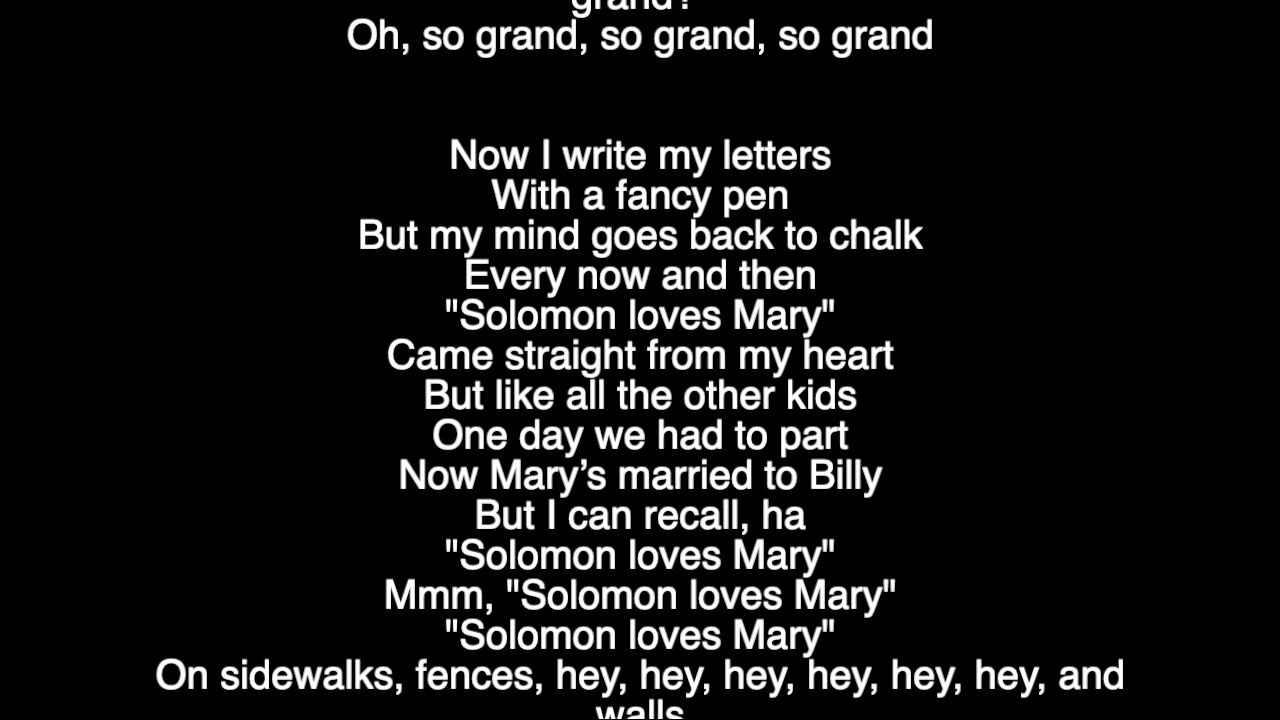 grand?
Oh, so grand, so grand, so grand
Now I write my letters
With a fancy pen
But my mind goes back to chalk
Every now and then
"Solomon loves Mary"
Came straight from my heart
But like all the other kids
One day we had to part
Now Mary’s married to Billy
But I can recall, ha
"Solomon loves Mary"
Mmm, "Solomon loves Mary"
"Solomon loves Mary"
On sidewalks, fences, hey, hey, hey, hey, hey, hey, and
walls